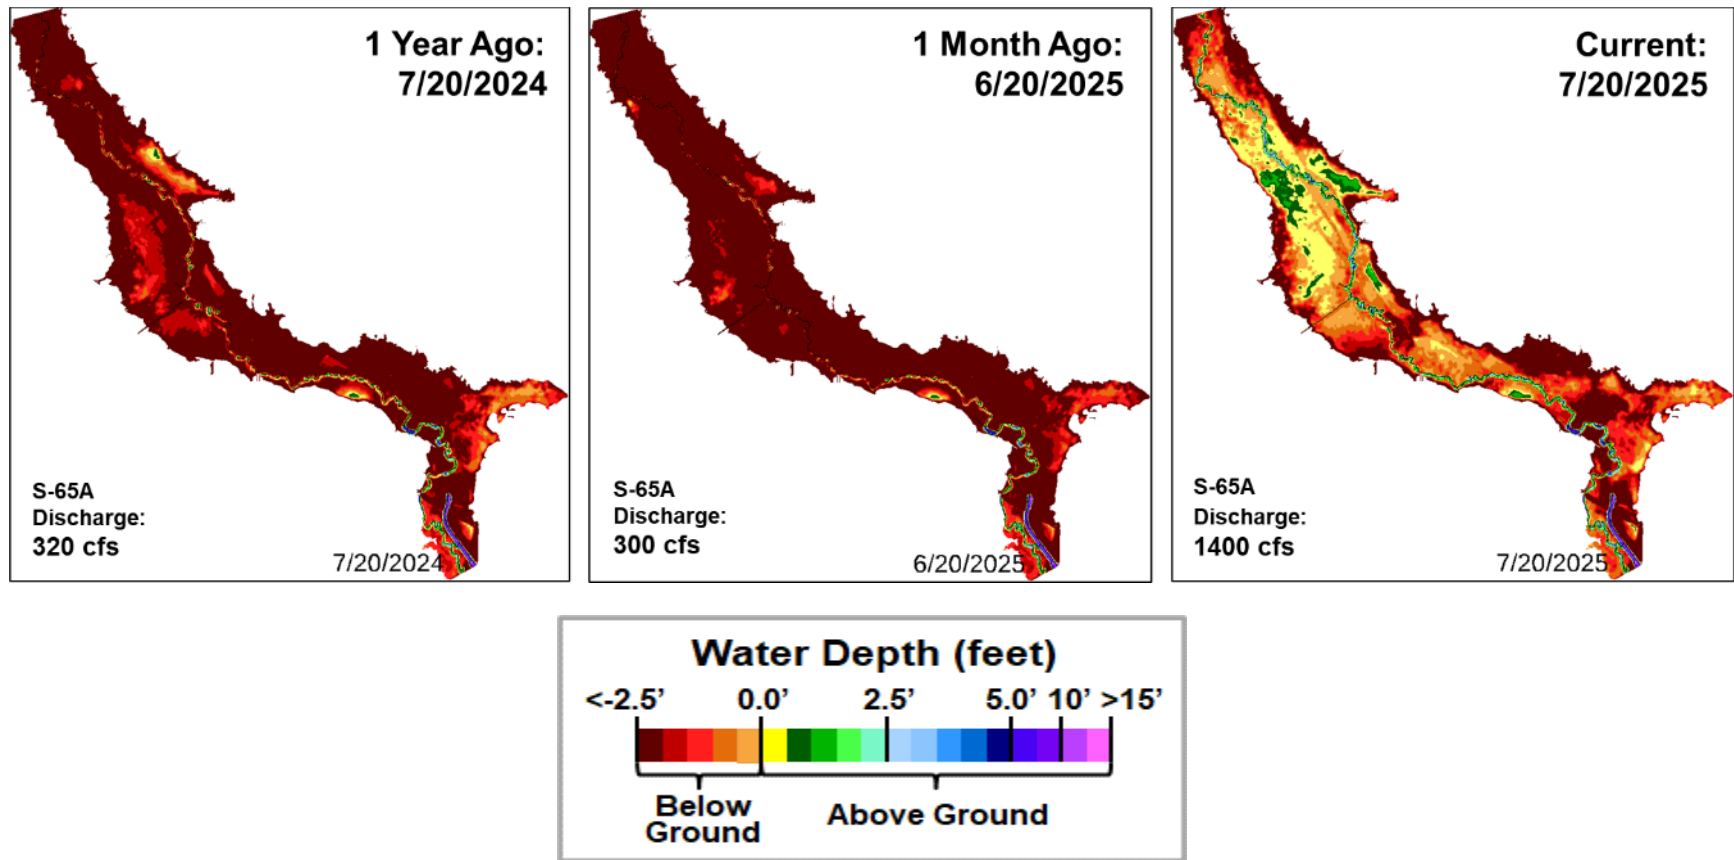 1 Year Ago:
7/20/2024
S-65A
Discharge:
320 cfs
7/20/2024
1 Month Ago:
6/20/2025
S-65A
Discharge:
300 cfs
6/20/2025
Current:
7/20/2025
S-65A
Discharge:
1400 cfs
7/20/2025
Water Depth (feet)
<-2.5’ 0.0’ 2.5’ 5.0’ 10’ >15’
Below
Ground
Above Ground